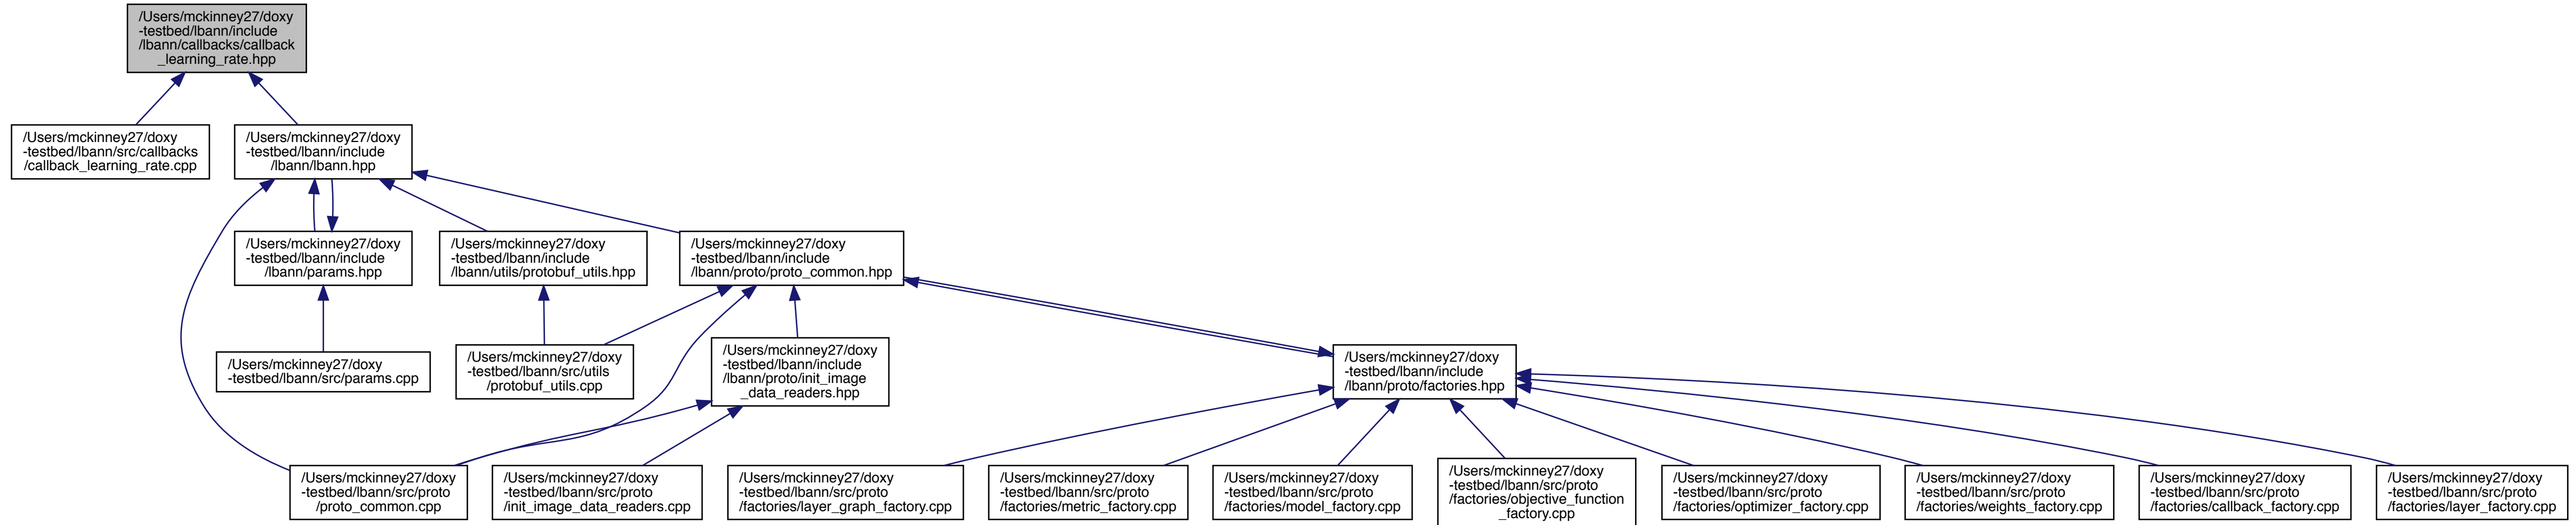 /Users/mckinney27/doxy
-testbed/lbann/include
/lbann/callbacks/callback
_learning_rate.hpp
/Users/mckinney27/doxy
-testbed/lbann/src/callbacks
/callback_learning_rate.cpp
/Users/mckinney27/doxy
-testbed/lbann/include
/lbann/lbann.hpp
/Users/mckinney27/doxy
-testbed/lbann/include
/lbann/params.hpp
/Users/mckinney27/doxy
-testbed/lbann/include
/lbann/utils/protobuf_utils.hpp
/Users/mckinney27/doxy
-testbed/lbann/include
/lbann/proto/proto_common.hpp
/Users/mckinney27/doxy
-testbed/lbann/src/params.cpp
/Users/mckinney27/doxy
-testbed/lbann/src/utils
/protobuf_utils.cpp
/Users/mckinney27/doxy
-testbed/lbann/include
/lbann/proto/init_image
_data_readers.hpp
/Users/mckinney27/doxy
-testbed/lbann/include
/lbann/proto/factories.hpp
/Users/mckinney27/doxy
-testbed/lbann/src/proto
/proto_common.cpp
/Users/mckinney27/doxy
-testbed/lbann/src/proto
/init_image_data_readers.cpp
/Users/mckinney27/doxy
-testbed/lbann/src/proto
/factories/layer_graph_factory.cpp
/Users/mckinney27/doxy
-testbed/lbann/src/proto
/factories/metric_factory.cpp
/Users/mckinney27/doxy
-testbed/lbann/src/proto
/factories/model_factory.cpp
/Users/mckinney27/doxy
-testbed/lbann/src/proto
/factories/objective_function
_factory.cpp
/Users/mckinney27/doxy
-testbed/lbann/src/proto
/factories/optimizer_factory.cpp
/Users/mckinney27/doxy
-testbed/lbann/src/proto
/factories/weights_factory.cpp
/Users/mckinney27/doxy
-testbed/lbann/src/proto
/factories/callback_factory.cpp
/Users/mckinney27/doxy
-testbed/lbann/src/proto
/factories/layer_factory.cpp